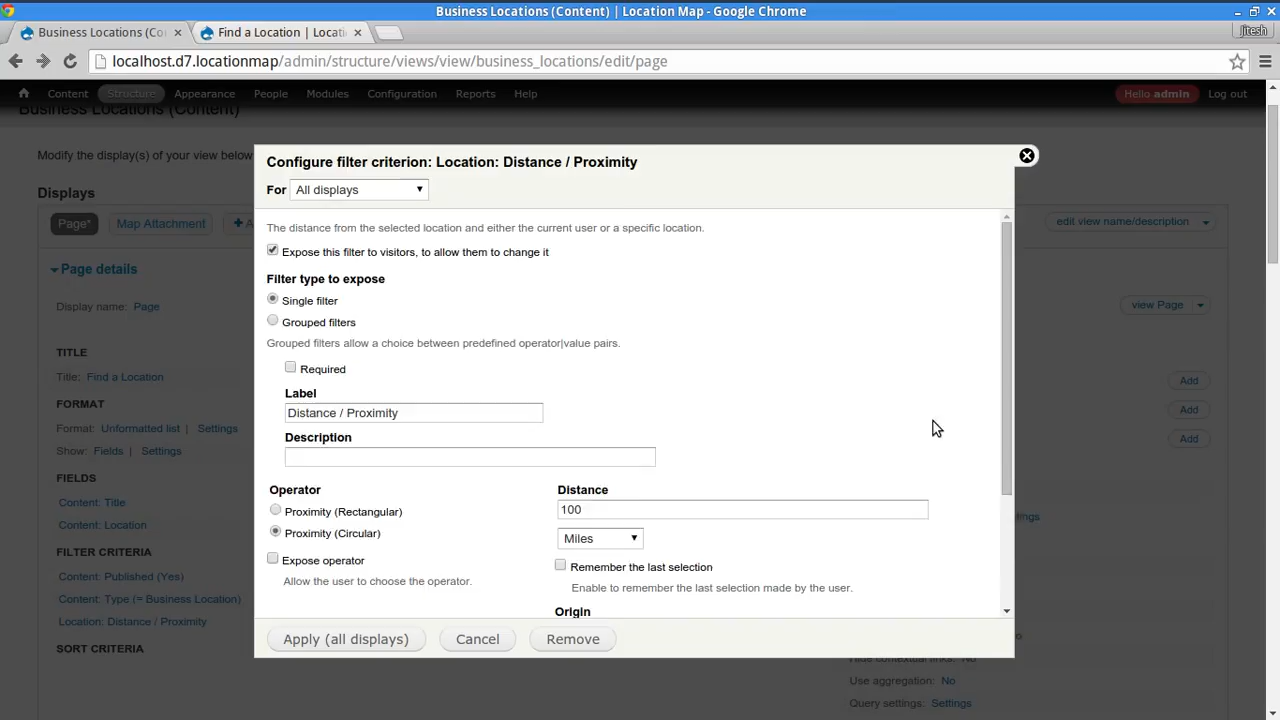 Business Locations (Content) | Location Map - Google Chrome
Jitesh
Business Locations (Co
Find a Location | Locati
localhost.d7.locationmap/admin/structure/views/view/business_locations/edit/page
Content Structure Appearance People Modules Configuration Reports Help Hello admin Log out
Business Locations (Content)
Modify the display(s) of your view below
Displays
Page* Map Attachment + A
edit view name/description
Page details
Display name: Page
view Page
TITLE
Title: Find a Location
FORMAT
Format: Unformatted list | Settings
Show: Fields | Settings
FIELDS
Content: Title
Content: Location
FILTER CRITERIA
Content: Published (Yes)
Content: Type (= Business Location)
Location: Distance / Proximity
SORT CRITERIA
Configure filter criterion: Location: Distance / Proximity
For All displays
The distance from the selected location and either the current user or a specific location.
Expose this filter to visitors, to allow them to change it
Filter type to expose
Single filter
Grouped filters
Grouped filters allow a choice between predefined operator|value pairs.
Required
Label
Distance / Proximity
Description
Operator
Proximity (Rectangular)
Proximity (Circular)
Expose operator
Allow the user to choose the operator.
Distance
100
Miles
Remember the last selection
Enable to remember the last selection made by the user.
Origin
Apply (all displays) Cancel Remove
Add
Add
Add
ngs
o
Hide contextual links: No
Use aggregation: No
Query settings: Settings